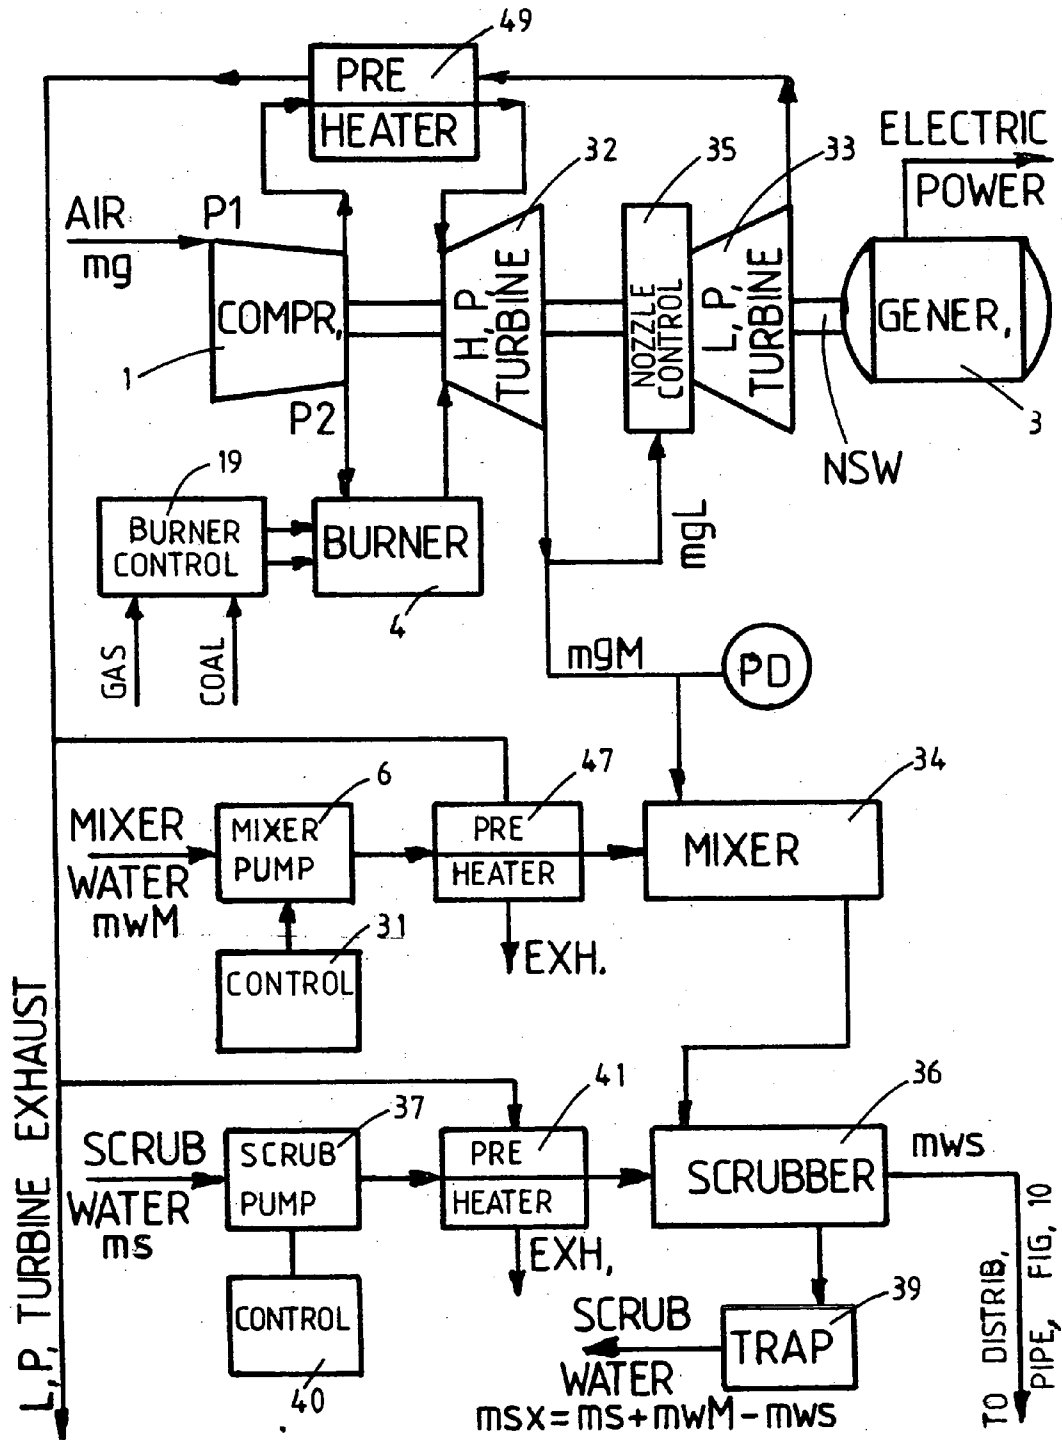 49
PRE
HEATER
32
35
33
ELECTRIC
POWER
AIR
mg
P1
COMPR,
1
P2
H, P,
TURBINE
NOZZLE
CONTROL
L, P,
TURBINE
GENER,
3
NSW
19
BURNER
CONTROL
BURNER
4
GAS
COAL
mgL
mgM
PD
6
47
34
MIXER
WATER
mwM
MIXER
PUMP
PRE
HEATER
MIXER
31
CONTROL
EXH.
L,P, TURBINE EXHAUST
37
41
36
SCRUB
WATER
ms
SCRUB
PUMP
PRE
HEATER
SCRUBBER
mws
EXH,
CONTROL
40
39
TRAP
SCRUB
WATER
msx=ms+mwM-mws
TO DISTRIB,
PIPE, FIG, 10